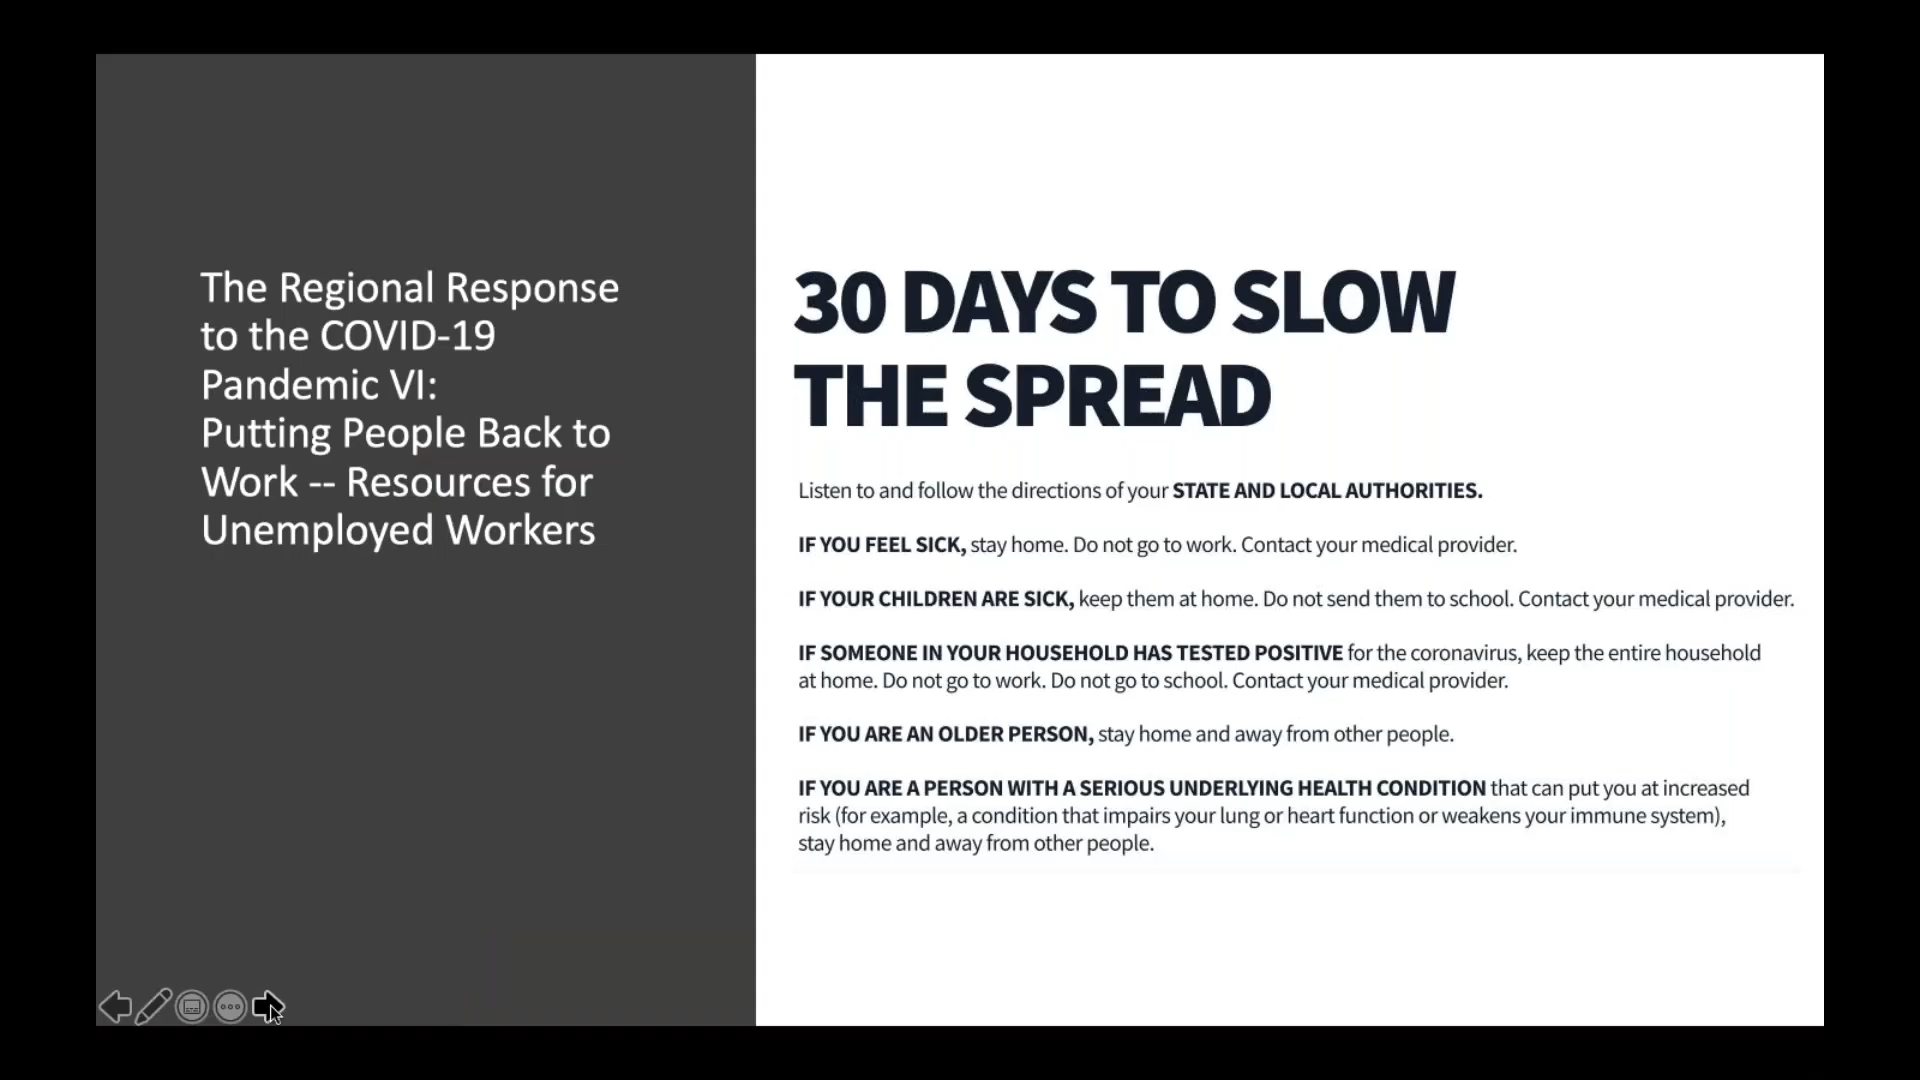 The Regional Response
to the COVID-19
Pandemic VI:
Putting People Back to
Work -- Resources for
Unemployed Workers
30 DAYS TO SLOW
THE SPREAD
Listen to and follow the directions of your STATE AND LOCAL AUTHORITIES.
IF YOU FEEL SICK, stay home. Do not go to work. Contact your medical provider.
IF YOUR CHILDREN ARE SICK, keep them at home. Do not send them to school. Contact your medical provider.
IF SOMEONE IN YOUR HOUSEHOLD HAS TESTED POSITIVE for the coronavirus, keep the entire household
at home. Do not go to work. Do not go to school. Contact your medical provider.
IF YOU ARE AN OLDER PERSON, stay home and away from other people.
IF YOU ARE A PERSON WITH A SERIOUS UNDERLYING HEALTH CONDITION that can put you at increased
risk (for example, a condition that impairs your lung or heart function or weakens your immune system),
stay home and away from other people.